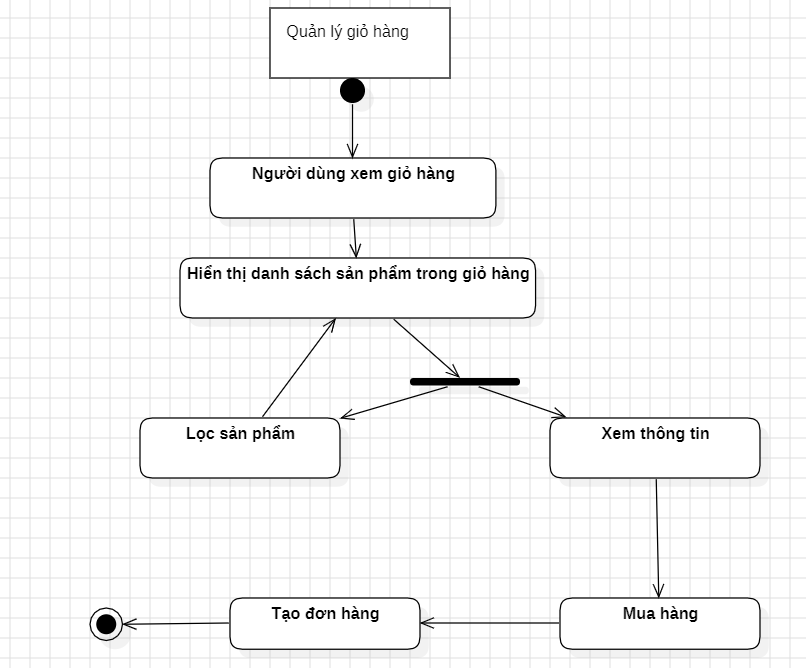 Quản lý giỏ hàng
Người dùng xem giỏ hàng
Hiển thị danh sách sản phẩm trong giỏ hàng
Lọc sản phẩm
Xem thông tin
Tạo đơn hàng
Mua hàng